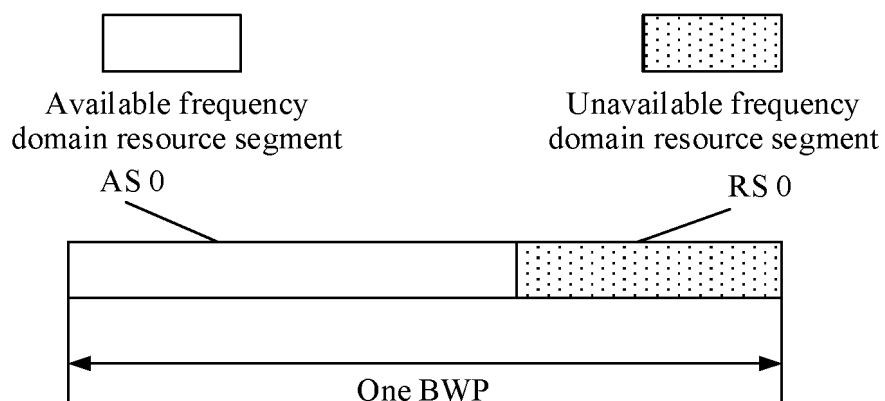 Available frequency
domain resource segment
Unavailable frequency
domain resource segment
AS 0
RS 0
One BWP